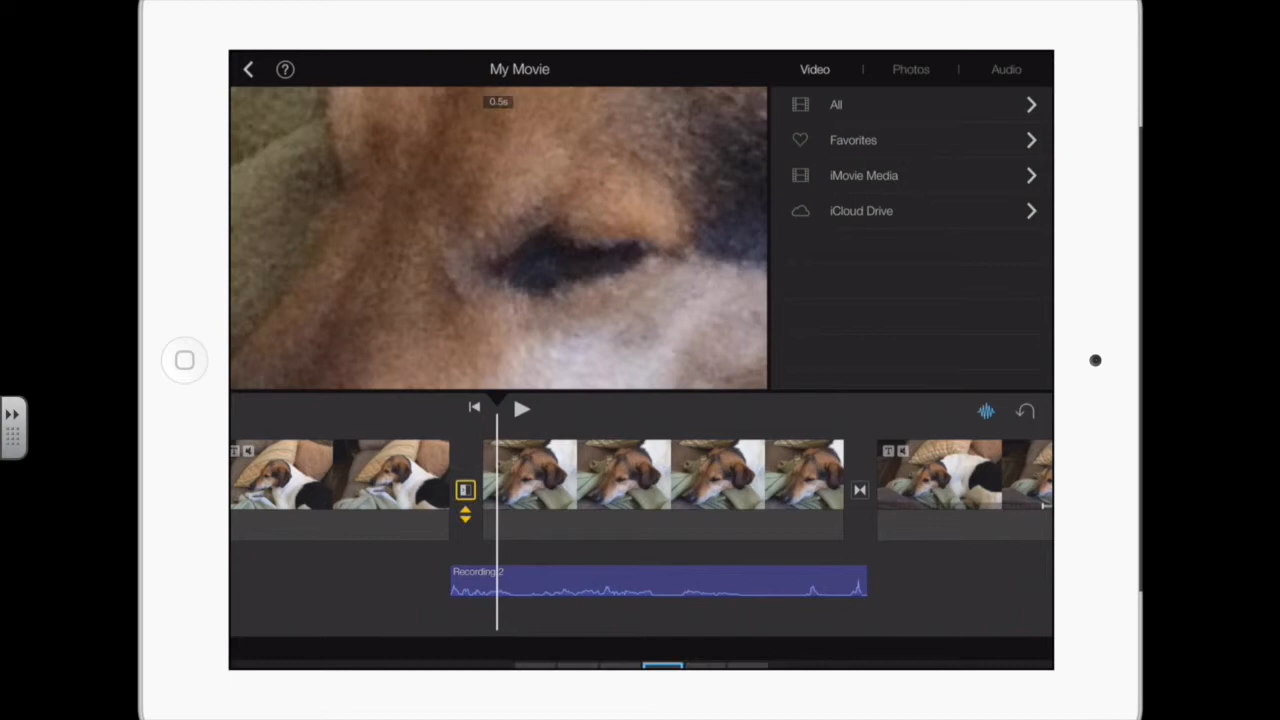 My Movie
Video
Photos
Audio
0.5s
All
Favorites
iMovie Media
iCloud Drive
T
T
Recording 2